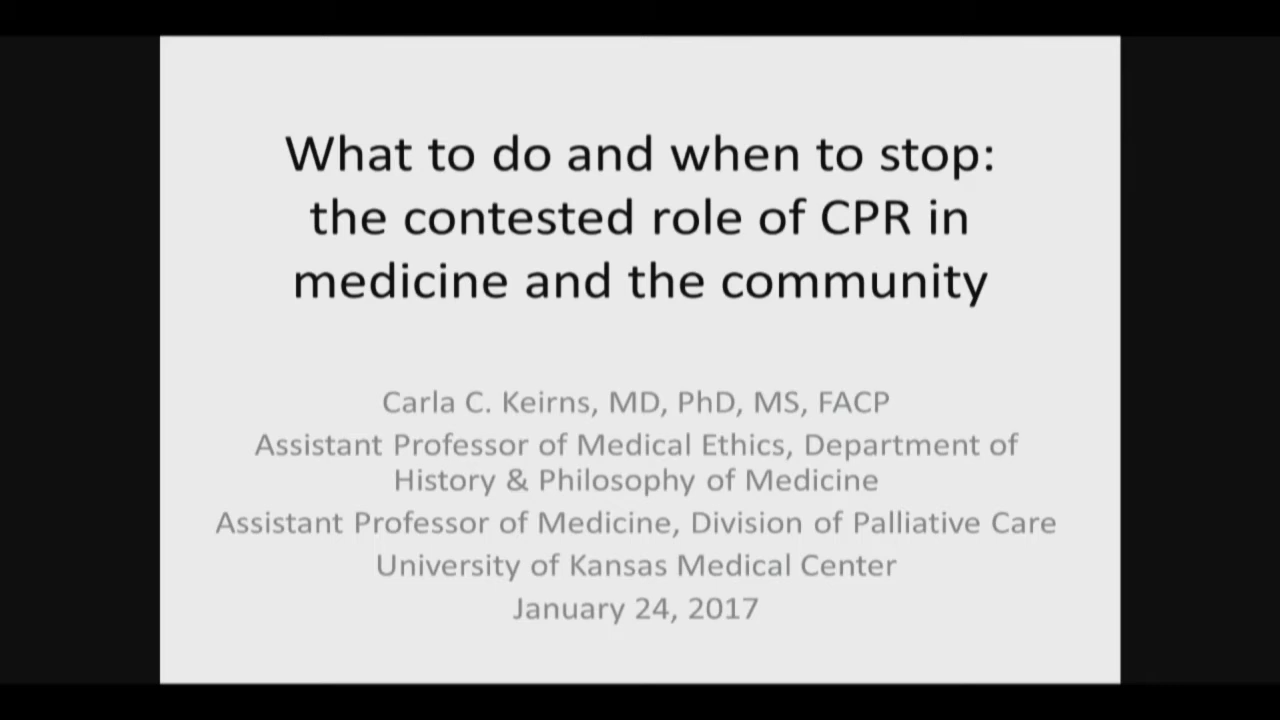 What to do and when to stop:
the contested role of CPR in
medicine and the community
Carla C. Keirns, MD, PhD, MS, FACP
Assistant Professor of Medical Ethics, Department of
History & Philosophy of Medicine
Assistant Professor of Medicine, Division of Palliative Care
University of Kansas Medical Center
January 24, 2017